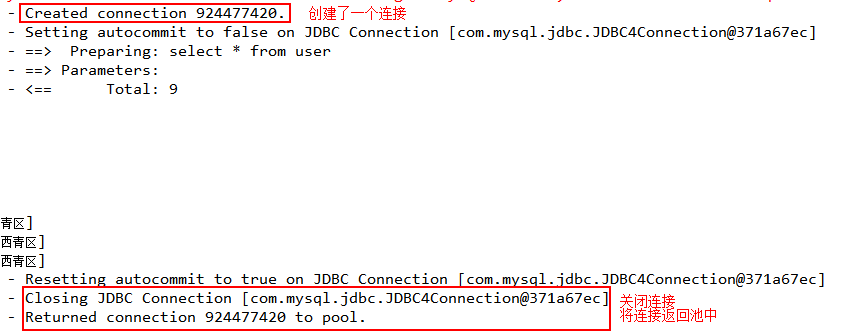 - Created connection 924477420. 创建了一个连接
- Setting autocommit to false on JDBC Connection [com.mysql.jdbc.JDBC4Connection@371a67ec]
- ==>  Preparing: select * from user
- ==> Parameters:
- <==      Total: 9
青区]
西青区]
西青区]
- Resetting autocommit to true on JDBC Connection [com.mysql.jdbc.JDBC4Connection@371a67ec]
- Closing JDBC Connection [com.mysql.jdbc.JDBC4Connection@371a67ec] 关闭连接
- Returned connection 924477420 to pool. 将连接返回池中